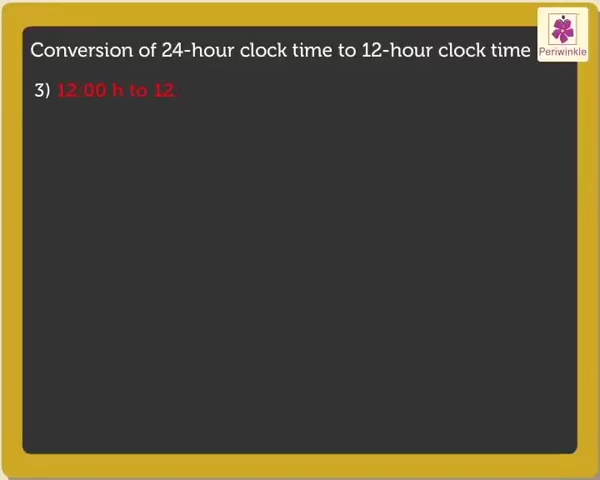 Conversion of 24-hour clock time to 12-hour clock time
Periwinkle
3) 12 00 h to 12